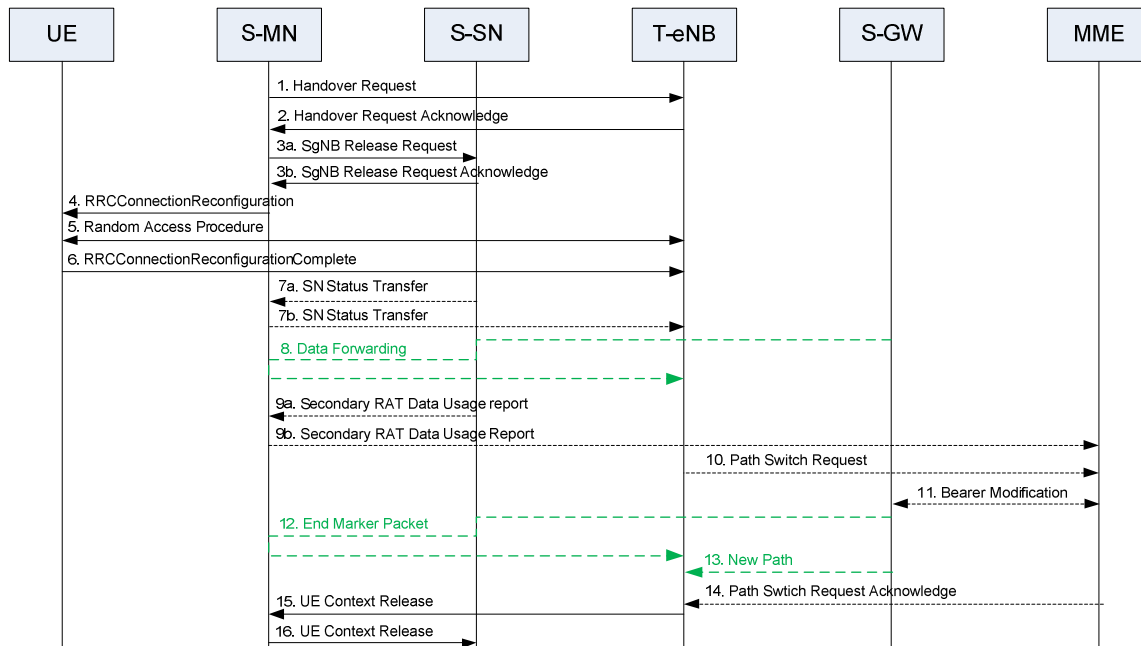 UE
S-MN
S-SN
T-eNB
S-GW
MME
1. Handover Request
2. Handover Request Acknowledge
3a. SgNB Release Request
3b. SgNB Release Request Acknowledge
4. RRCConnectionReconfiguration
5. Random Access Procedure
6. RRCConnectionReconfigurationComplete
7a. SN Status Transfer
7b. SN Status Transfer
8. Data Forwarding
9a. Secondary RAT Data Usage report
9b. Secondary RAT Data Usage Report
10. Path Switch Request
11. Bearer Modification
12. End Marker Packet
13. New Path
14. Path Swtich Request Acknowledge
15. UE Context Release
16. UE Context Release